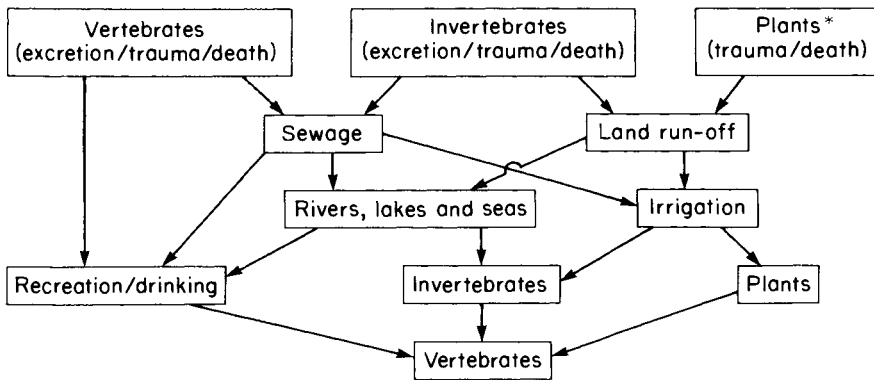 Vertebrates
(excretion/trauma/death)
Invertebrates
(excretion/trauma/death)
Plants*
(trauma/death)
Sewage
Land run-off
Rivers, lakes and seas
Irrigation
Recreation/drinking
Invertebrates
Plants
Vertebrates